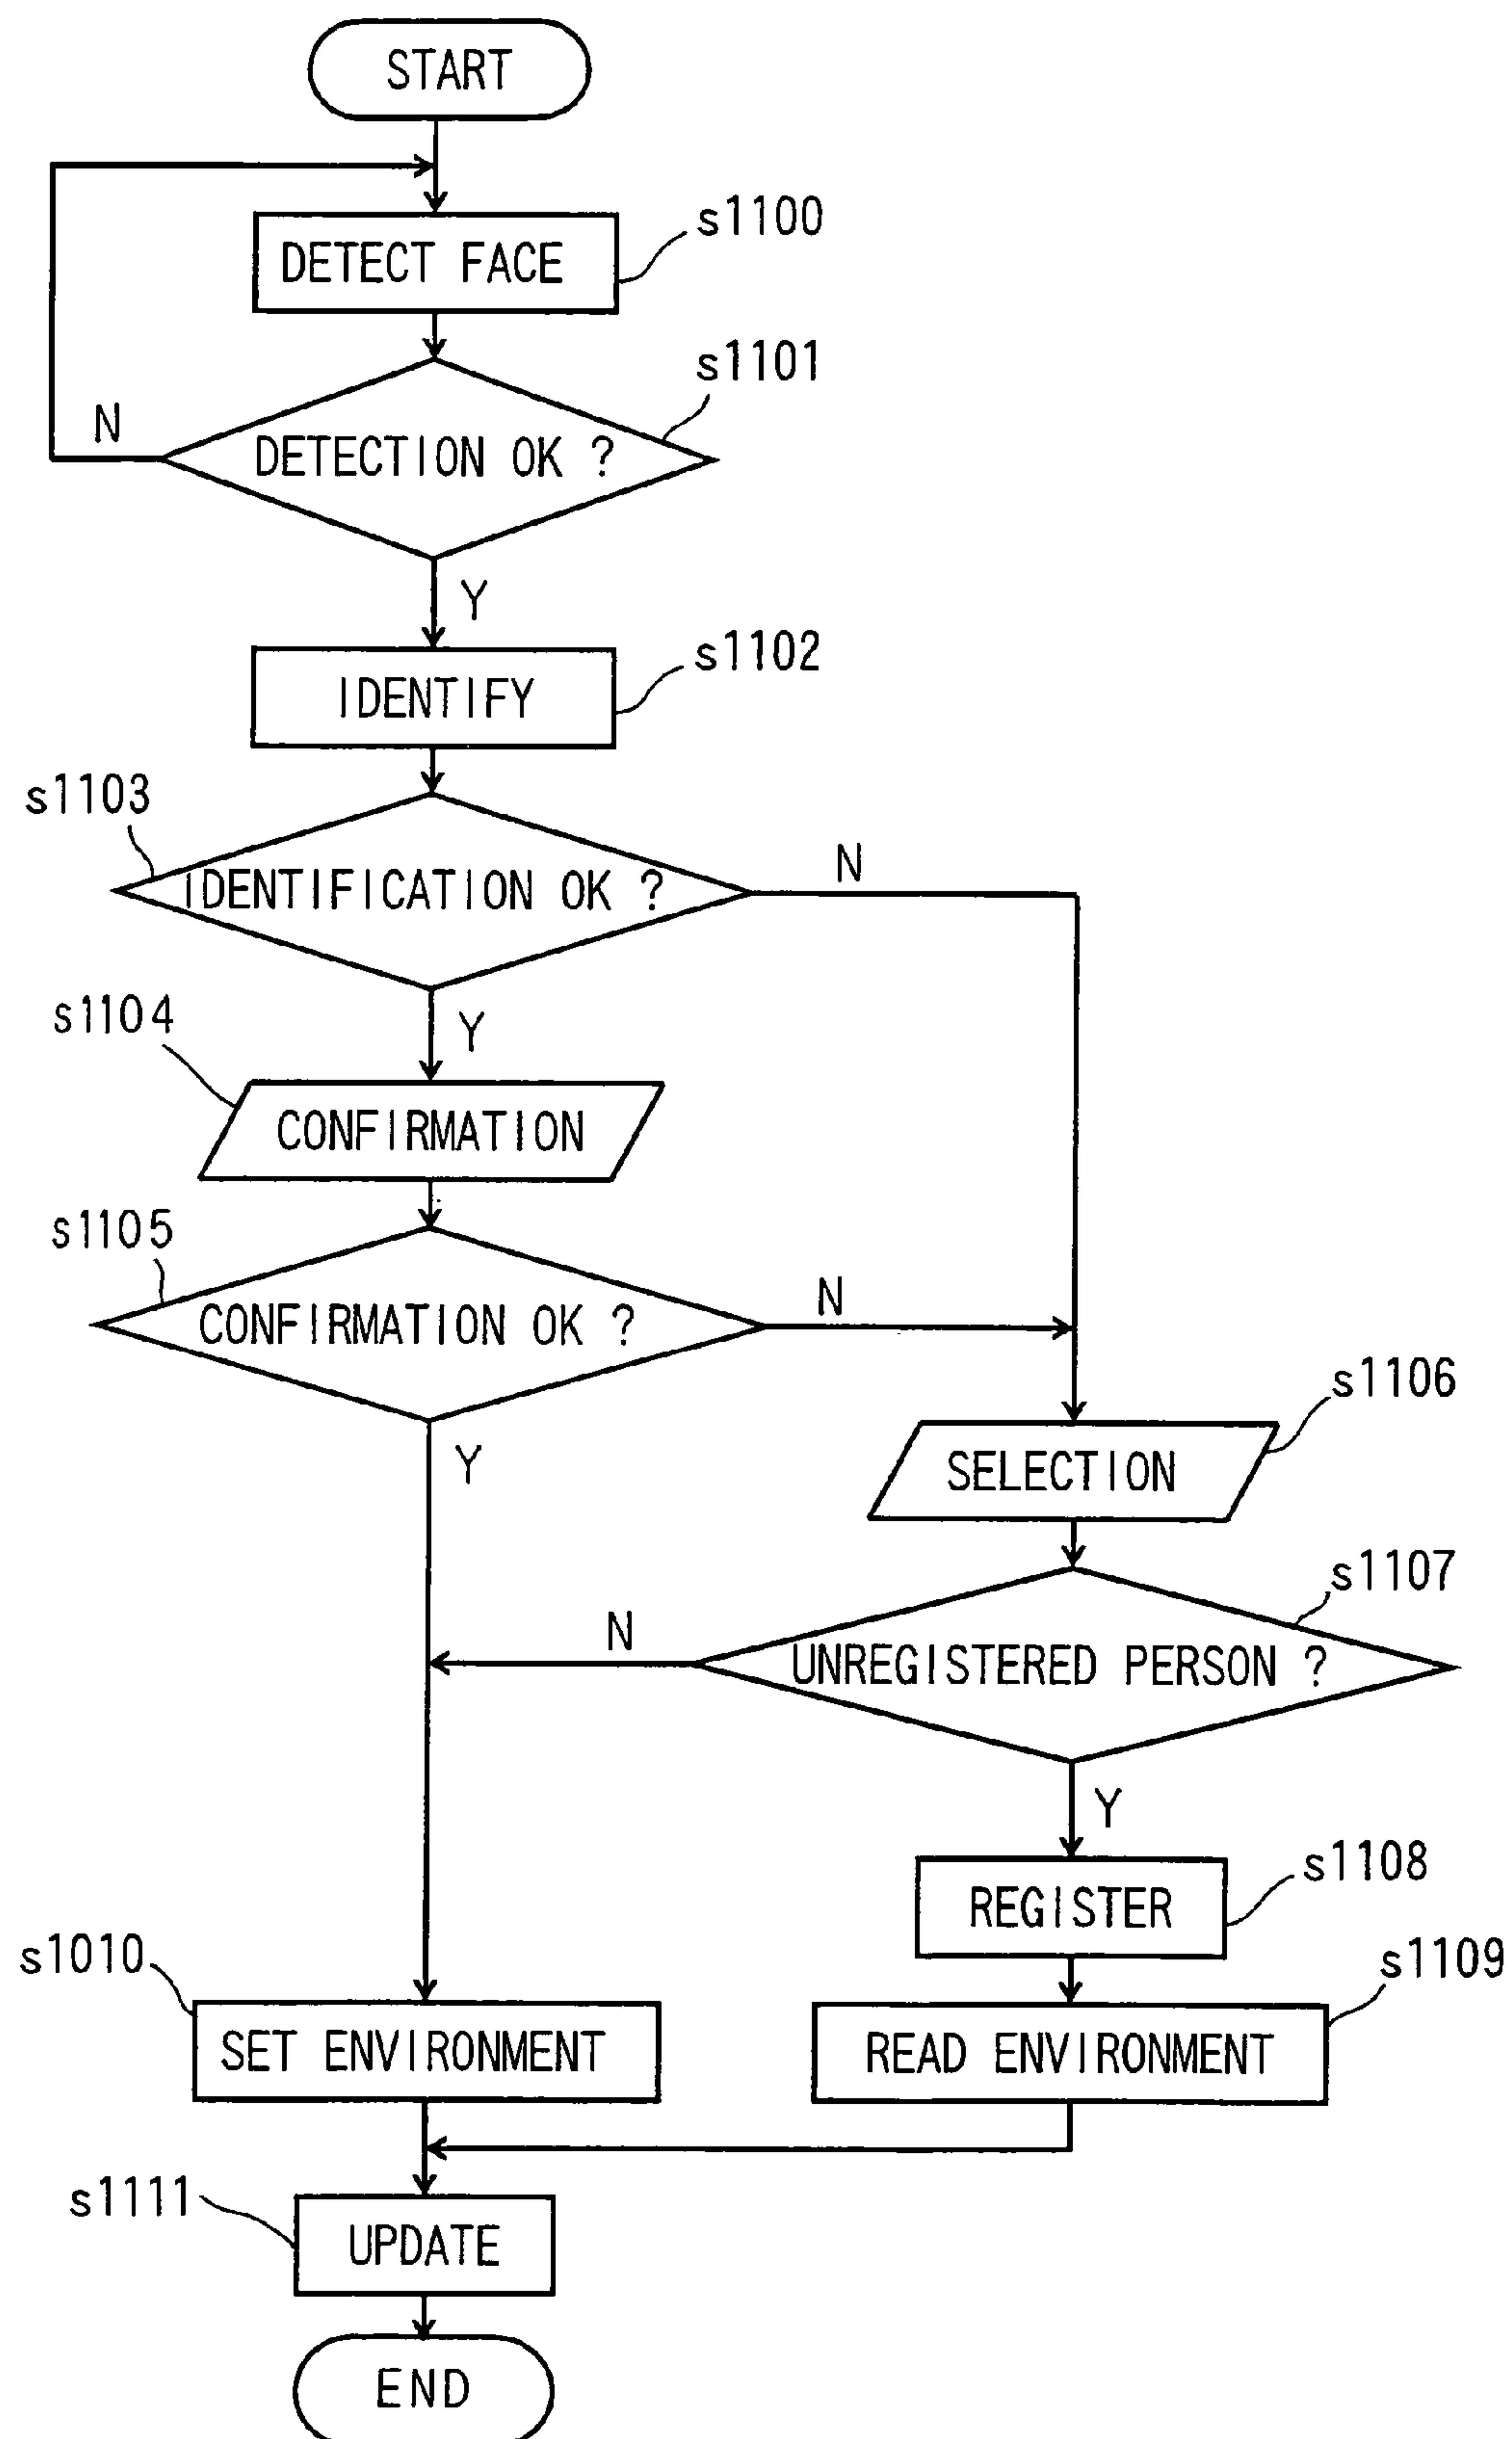 START
s1100
DETECT FACE
s1101
N
DETECTION OK ?
Y
s1102
IDENTIFY
s1103
N
IDENTIFICATION OK ?
s1104
Y
CONFIRMATION
s1105
N
CONFIRMATION OK ?
s1106
Y
SELECTION
s1107
N
UNREGISTERED PERSON ?
Y
s1108
REGISTER
s1010
s1109
SET ENVIRONMENT
READ ENVIRONMENT
s1111
UPDATE
END